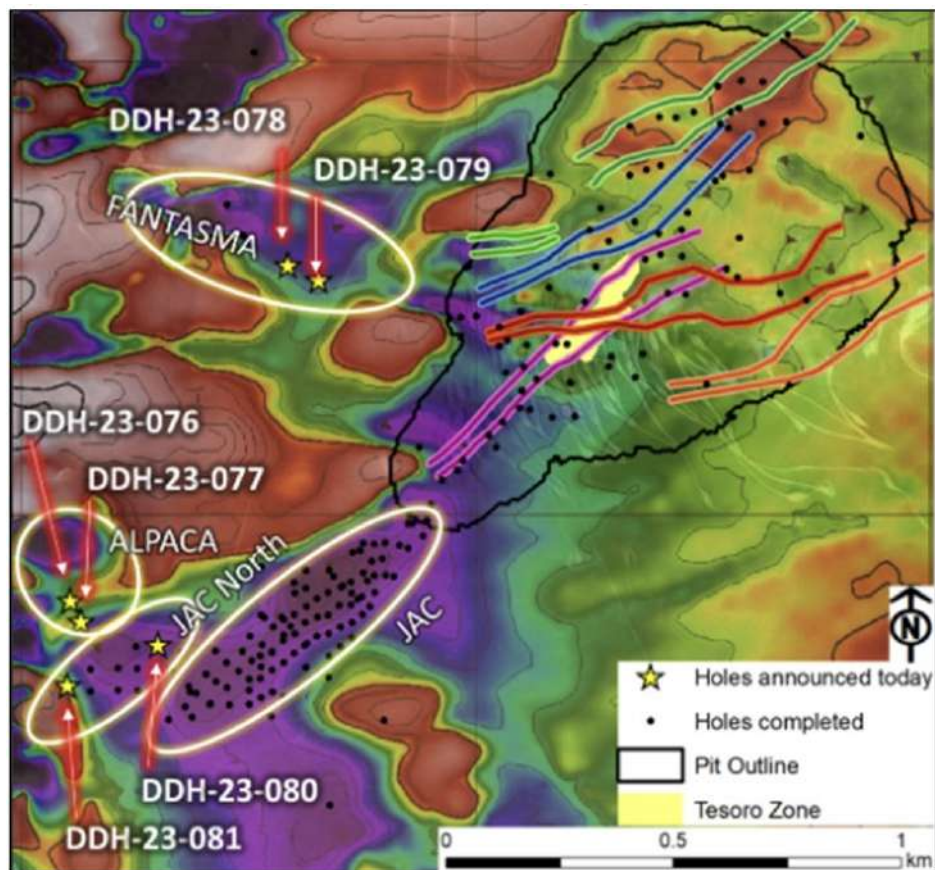 DDH-23-078
DDH-23-079
FANTASMA
DDH-23-076
DDH-23-077
ALPACA
JAC North
JAC
DDH-23-080
DDH-23-081
N
Holes announced today
Holes completed
Pit Outline
Tesoro Zone
0 0.5 1
km